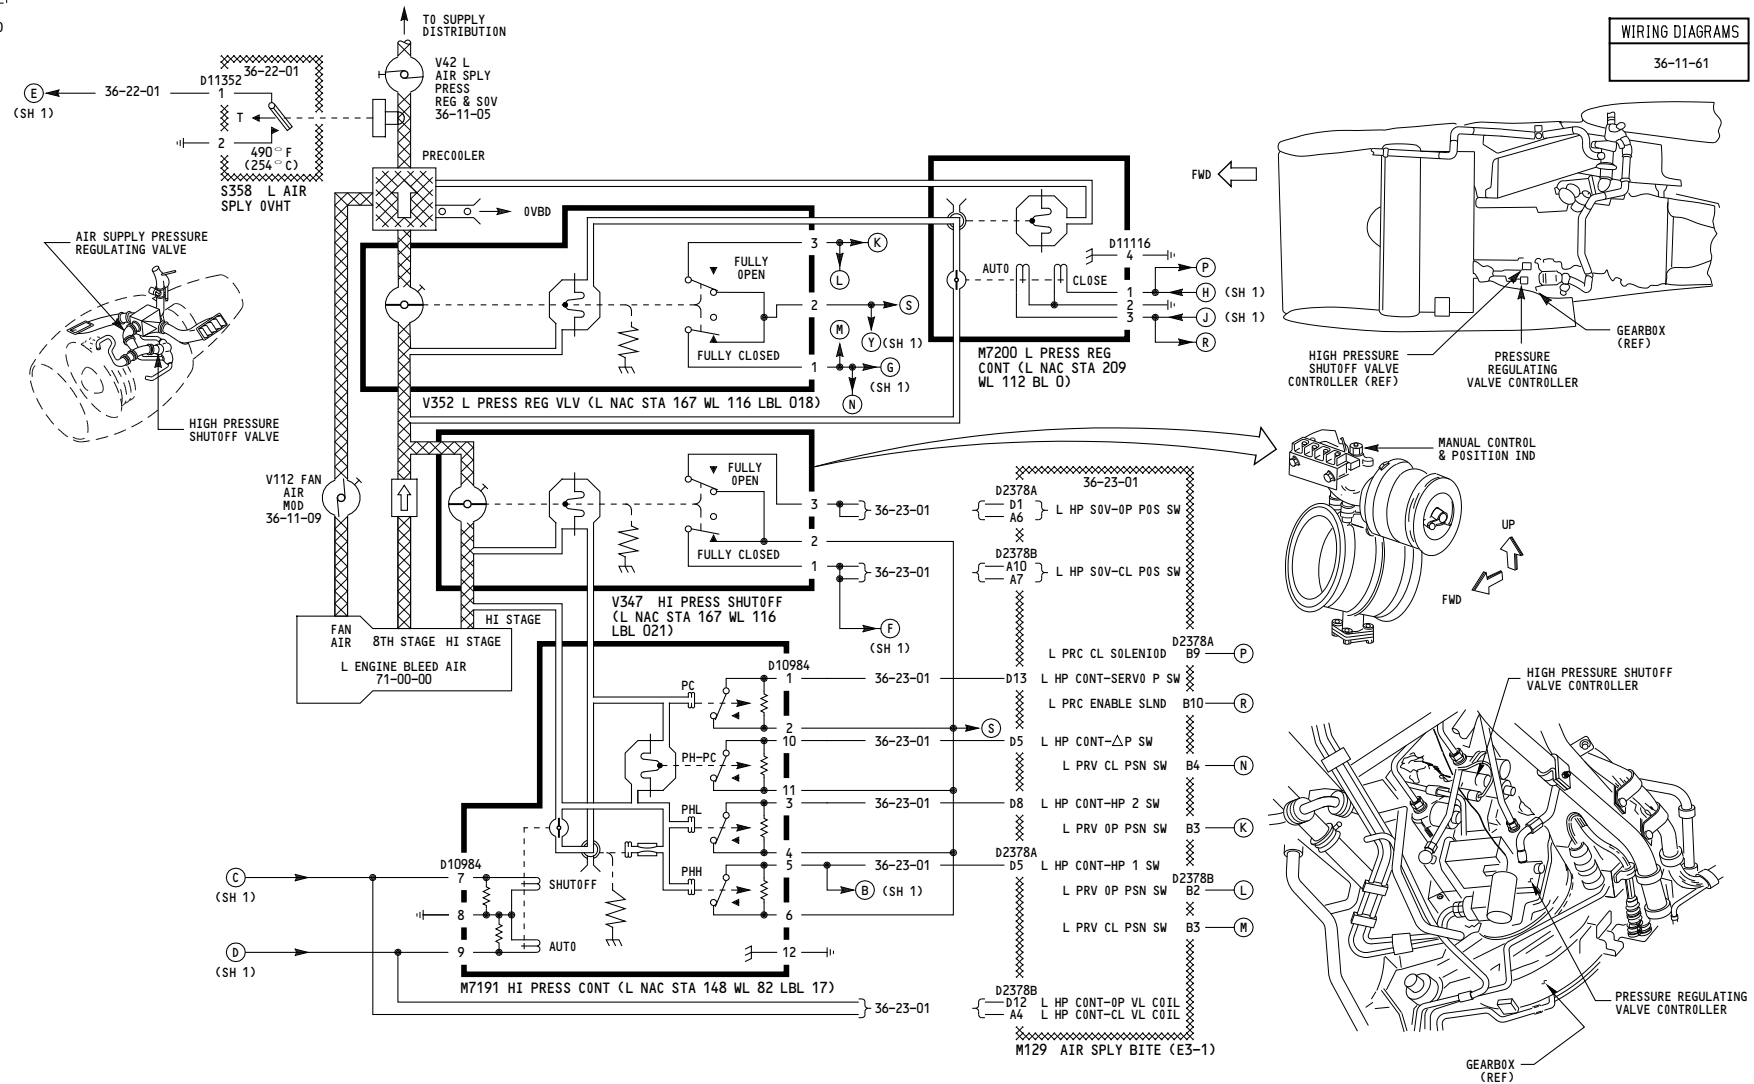 TO SUPPLY
DISTRIBUTION
WIRING DIAGRAMS
36-11-61
V42 L
AIR SPLY
PRESS
REG & SOV
36-11-05
36-22-01
D11352
E
36-22-01
1
(SH 1)
T
2
490° F
(254° C)
S358 L AIR
SPLY OVHT
PRECOOLER
OVBD
FWD
AIR SUPPLY PRESSURE
REGULATING VALVE
HIGH PRESSURE
SHUTOFF VALVE
3
K
L
FULLY
OPEN
2
S
M
Y
(SH 1)
FULLY CLOSED
1
G
(SH 1)
N
V352 L PRESS REG VLV (L NAC STA 167 WL 116 LBL 018)
D11116
4
AUTO
CLOSE
P
1
H
(SH 1)
2
3
J
(SH 1)
R
M7200 L PRESS REG
CONT (L NAC STA 209
WL 112 BL 0)
HIGH PRESSURE
SHUTOFF VALVE
CONTROLLER (REF)
PRESSURE
REGULATING
VALVE CONTROLLER
GEARBOX
(REF)
V112 FAN
AIR
MOD
36-11-09
FULLY
OPEN
3
36-23-01
2
FULLY CLOSED
1
36-23-01
F
(SH 1)
V347 HI PRESS SHUTOFF
(L NAC STA 167 WL 116
LBL 021)
MANUAL CONTROL
& POSITION IND
UP
FWD
FAN
AIR
8TH STAGE
HI STAGE
HI STAGE
L ENGINE BLEED AIR
71-00-00
D10984
PC
1
36-23-01
2
S
10
36-23-01
PH-PC
11
3
36-23-01
PHL
4
5
36-23-01
B
(SH 1)
PHH
6
12
C
(SH 1)
D10984
7
SHUTOFF
8
D
(SH 1)
9
AUTO
M7191 HI PRESS CONT (L NAC STA 148 WL 82 LBL 17)
36-23-01
36-23-01
D2378A
D1
A6
L HP SOV-OP POS SW
D2378B
A10
A7
L HP SOV-CL POS SW
D2378A
L PRC CL SOLENIOD B9 P
D13 L HP CONT-SERVO P SW
L PRC ENABLE SLND B10 R
D5 L HP CONT-△P SW
L PRV CL PSN SW B4 N
D8 L HP CONT-HP 2 SW
L PRV OP PSN SW B3 K
D2378A
D5 L HP CONT-HP 1 SW
D2378B
L PRV OP PSN SW B2 L
L PRV CL PSN SW B3 M
D2378B
D12 L HP CONT-OP VL COIL
A4 L HP CONT-CL VL COIL
M129 AIR SPLY BITE (E3-1)
HIGH PRESSURE SHUTOFF
VALVE CONTROLLER
PRESSURE REGULATING
VALVE CONTROLLER
GEARBOX
(REF)